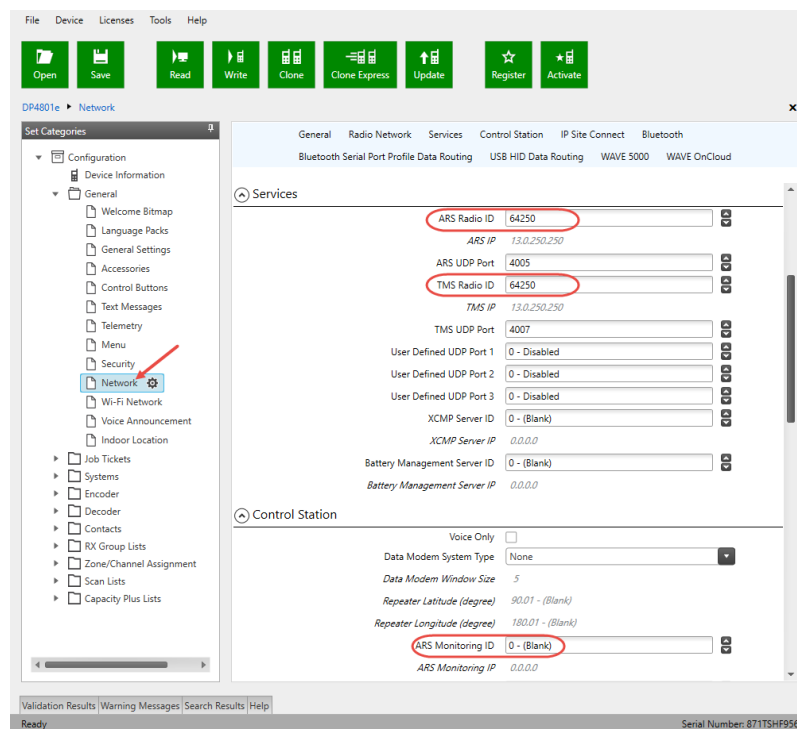 File Device Licenses Tools Help
Open Save Read Write Clone Clone Express Update Register Activate
DP4801e Network
Set Categories
Configuration
Device Information
General
Welcome Bitmap
Language Packs
General Settings
Accessories
Control Buttons
Text Messages
Telemetry
Menu
Security
Network
Wi-Fi Network
Voice Announcement
Indoor Location
Job Tickets
Systems
Encoder
Decoder
Contacts
RX Group Lists
Zone/Channel Assignment
Scan Lists
Capacity Plus Lists
General Radio Network Services Control Station IP Site Connect Bluetooth
Bluetooth Serial Port Profile Data Routing USB HID Data Routing WAVE 5000 WAVE OnCloud
Services
ARS Radio ID 64250
ARS IP 13.0.250.250
ARS UDP Port 4005
TMS Radio ID 64250
TMS IP 13.0.250.250
TMS UDP Port 4007
User Defined UDP Port 1 0 - Disabled
User Defined UDP Port 2 0 - Disabled
User Defined UDP Port 3 0 - Disabled
XCMP Server ID 0 - (Blank)
XCMP Server IP 0.0.0.0
Battery Management Server ID 0 - (Blank)
Battery Management Server IP 0.0.0.0
Control Station
Voice Only
Data Modem System Type None
Data Modem Window Size 5
Repeater Latitude (degree) 90.01 - (Blank)
Repeater Longitude (degree) 180.01 - (Blank)
ARS Monitoring ID 0 - (Blank)
ARS Monitoring IP 0.0.0.0
Validation Results Warning Messages Search Results Help
Ready Serial Number: 871TSHF956